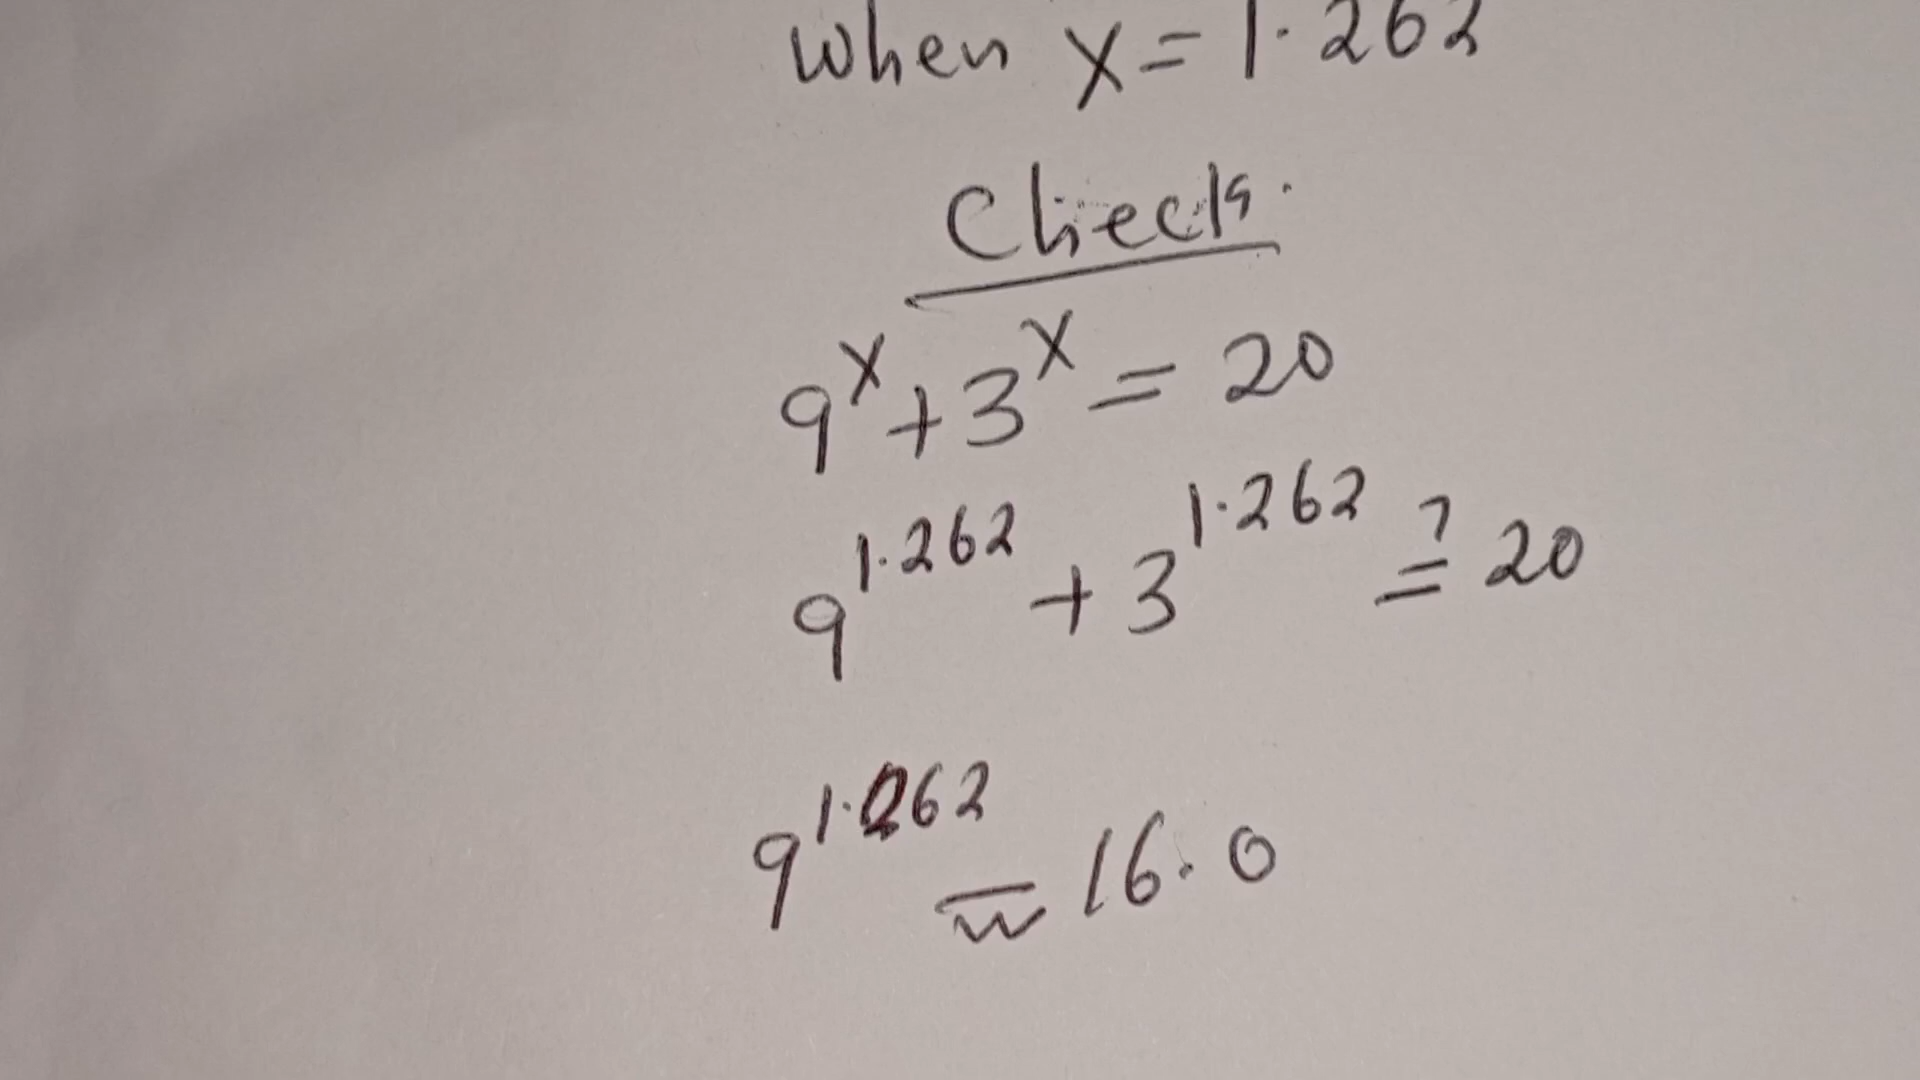 when x = 1.262
Check.
9^x + 3^x = 20
9^1.262 + 3^1.262 ?= 20
9^1.262 ≈ 16.0